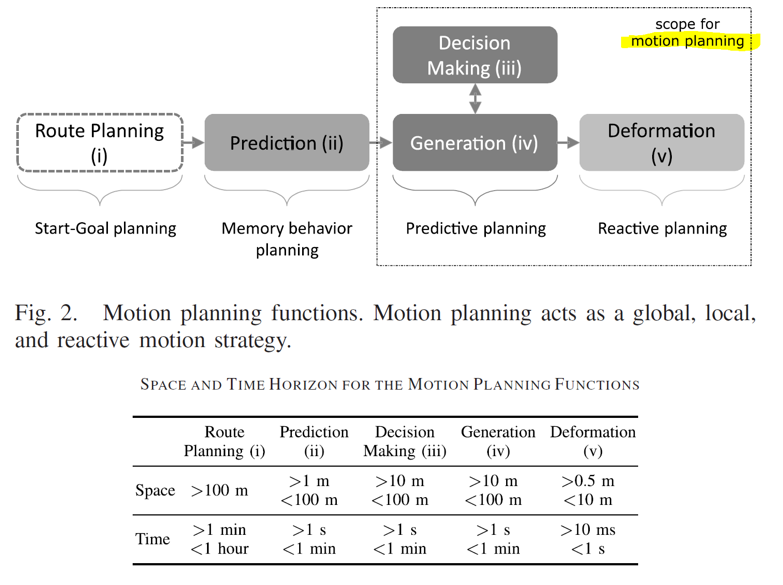 scope for
motion planning
Decision
Making (iii)
Route Planning
(i)
Prediction (ii)
Generation (iv)
Deformation
(v)
Start-Goal planning
Memory behavior
planning
Predictive planning
Reactive planning
Fig. 2. Motion planning functions. Motion planning acts as a global, local,
and reactive motion strategy.
SPACE AND TIME HORIZON FOR THE MOTION PLANNING FUNCTIONS
Route Prediction Decision Generation Deformation
Planning (i) (ii) Making (iii) (iv) (v)
Space >100 m >1 m >10 m >10 m >0.5 m
<100 m <100 m <100 m <10 m
Time >1 min >1 s >1 s >1 s >10 ms
<1 hour <1 min <1 min <1 min <1 s